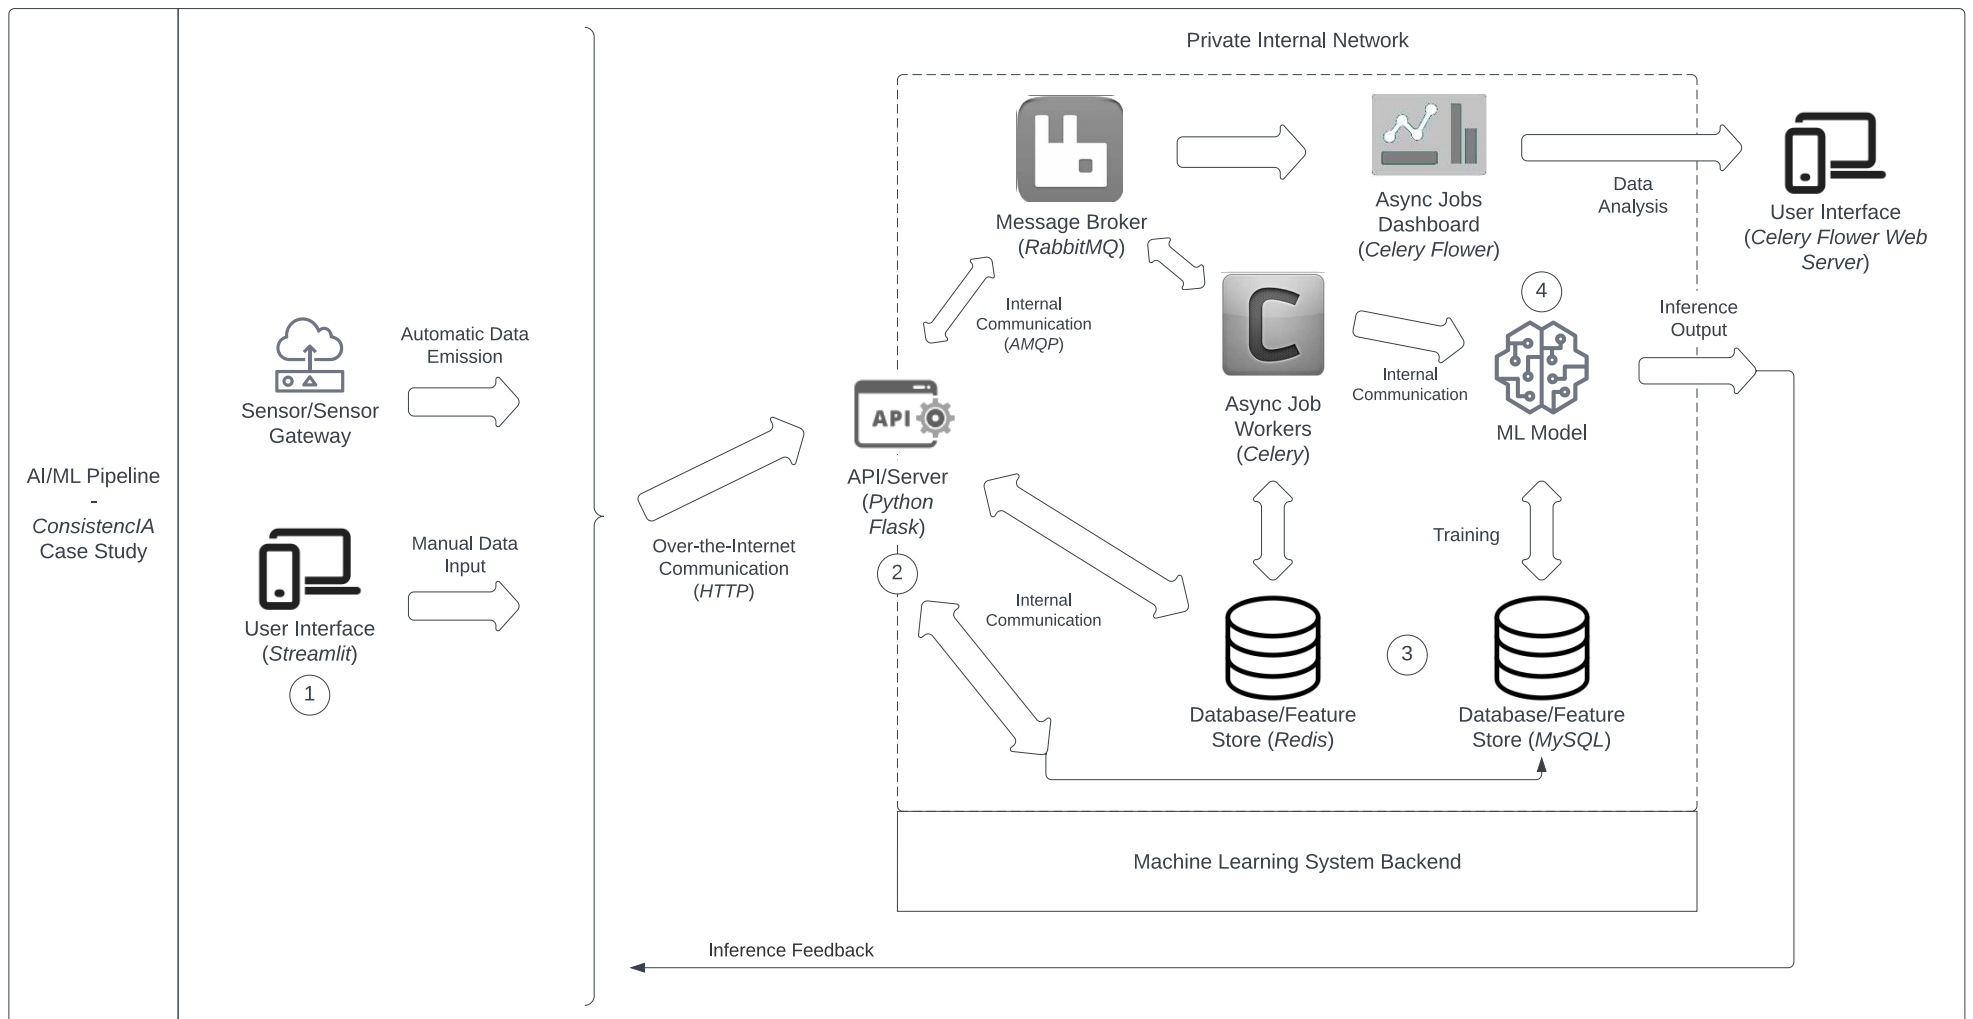 AI/ML Pipeline
-
ConsistencIA
Case Study
Sensor/Sensor
Gateway
Automatic Data
Emission
User Interface
(Streamlit)
1
Manual Data
Input
Over-the-Internet
Communication
(HTTP)
Private Internal Network
API
API/Server
(Python
Flask)
2
Message Broker
(RabbitMQ)
Internal
Communication
(AMQP)
Async Jobs
Dashboard
(Celery Flower)
Data
Analysis
User Interface
(Celery Flower Web
Server)
C
Async Job
Workers
(Celery)
Internal
Communication
4
ML Model
Inference
Output
Training
Internal
Communication
Database/Feature
Store (Redis)
3
Database/Feature
Store (MySQL)
Machine Learning System Backend
Inference Feedback